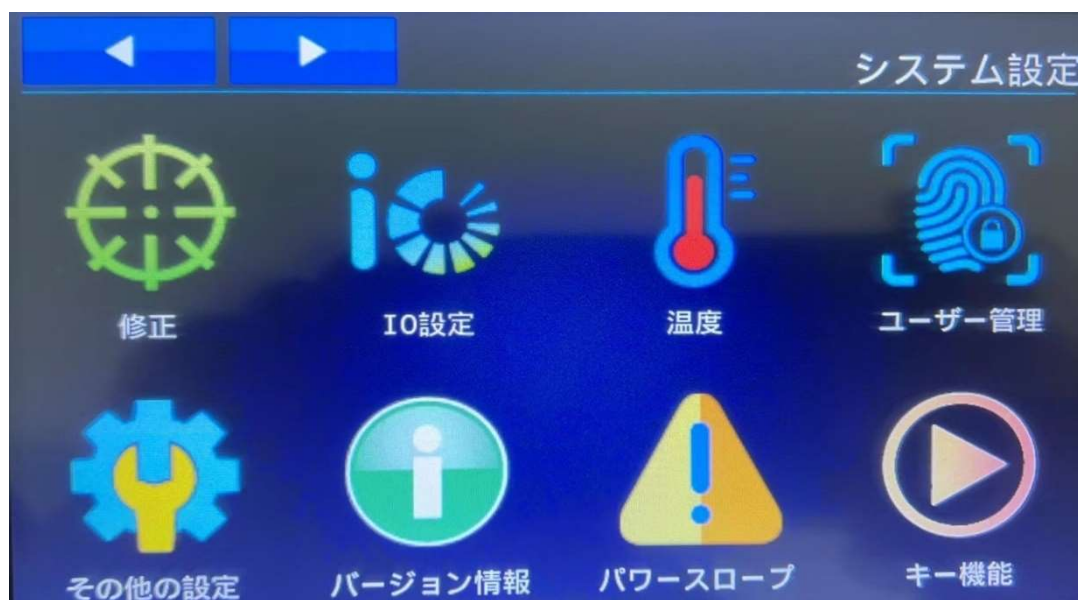 システム設定
修正
IO設定
温度
ユーザー管理
その他の設定
バージョン情報
パワースロープ
キー機能